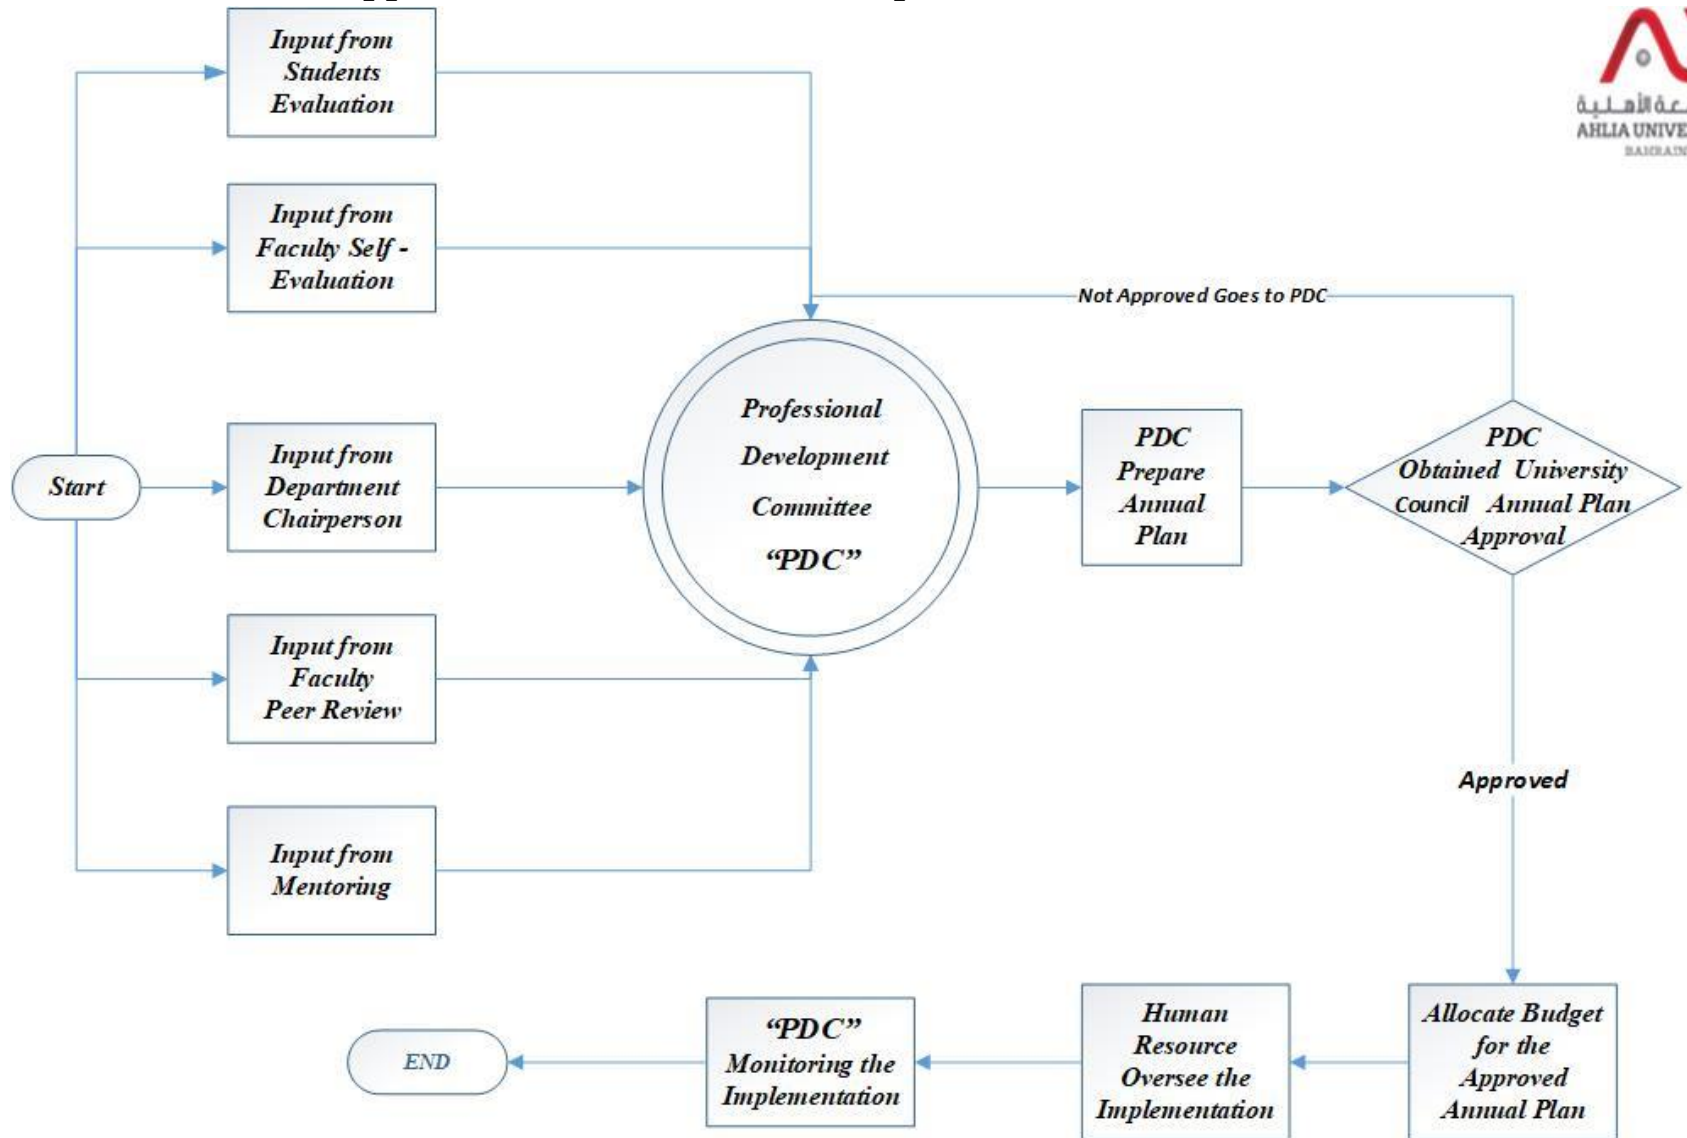 Input from
Students
Evaluation
AHLIA UNIVE
BAHRAIN
Input from
Faculty Self -
Evaluation
Not Approved Goes to PDC
Start
Input from
Department
Chairperson
Professional
Development
Committee
“PDC”
PDC
Prepare
Annual
Plan
PDC
Obtained University
Council Annual Plan
Approval
Input from
Faculty
Peer Review
Approved
Input from
Mentoring
END
“PDC”
Monitoring the
Implementation
Human
Resource
Oversee the
Implementation
Allocate Budget
for the
Approved
Annual Plan